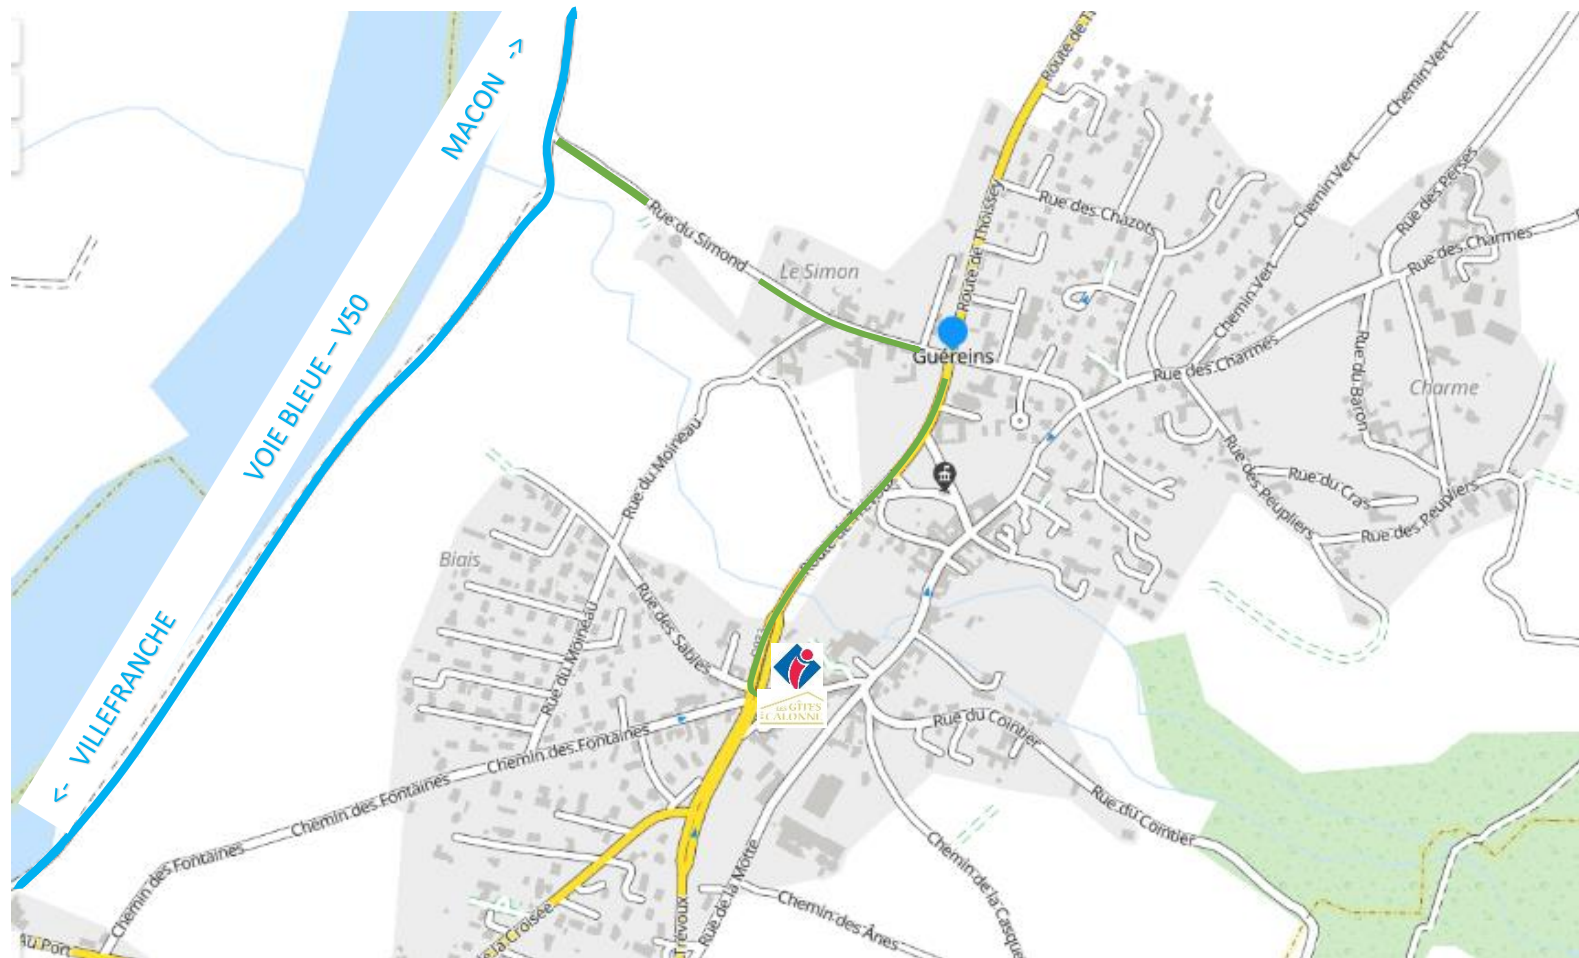 MACON ->
VOIE BLEUE – V50
<- VILLEFRANCHE
Route de T
Route de Thoissey
Chemin Vert
Chemin Vert
Chemin Vert
Rue des Perses
Rue des Chazots
Rue des Charmes
Rue du Simond
Le Simon
Guéreins
Rue des Charmes
Rue du Baron
Charme
Rue du Moineau
Rue des Peupliers
Rue du Cras
Rue des Peupliers
Route de Trévoux
Biais
Rue des Sables
Rue du Moineau
LES GÎTES
CALONNE
Rue du Cointier
Chemin des Fontaines
Chemin des Fontaines
Chemin des Fontaines
Rue du Cointier
Rue de la Motte
Chemin de la Casque
Chemin des Ânes
e la Croisée
Trévoux
Au Port